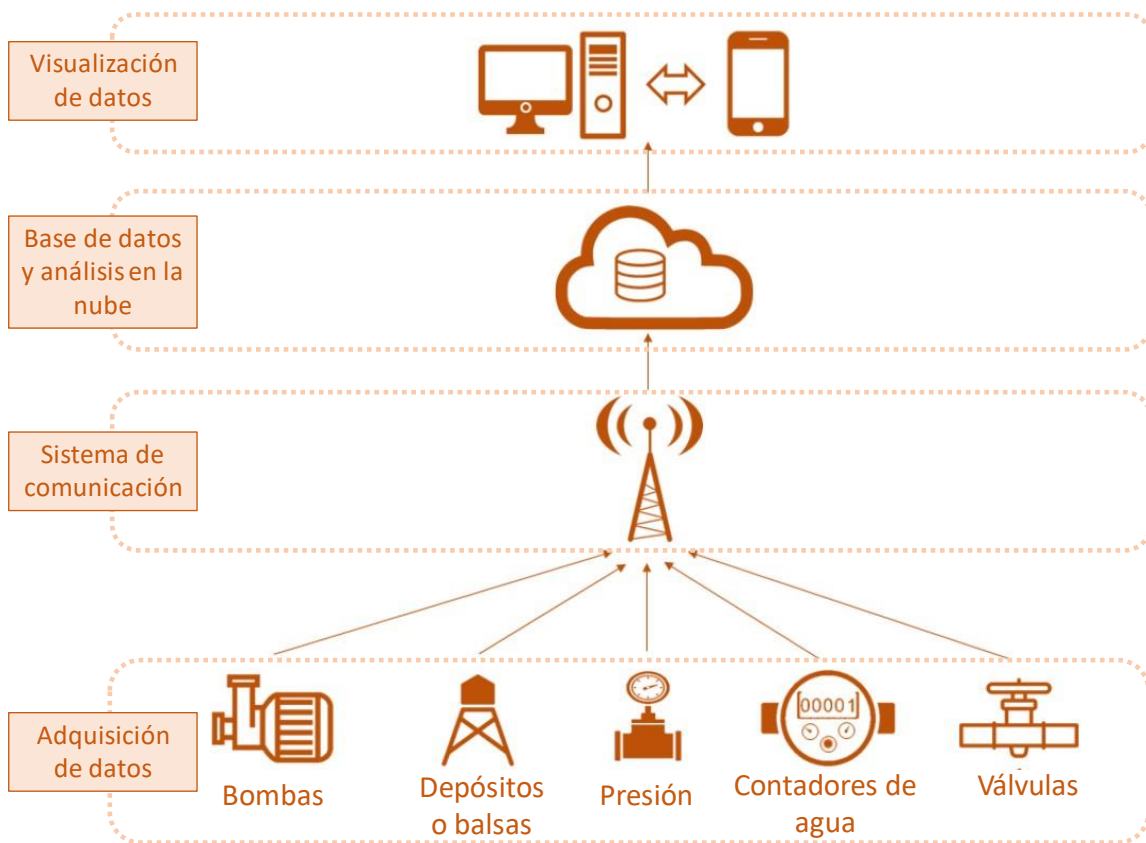 Visualización
de datos
Base de datos
y análisis en la
nube
Sistema de
comunicación
Adquisición
de datos
00001
Bombas
Depósitos
o balsas
Presión
Contadores de
agua
Válvulas